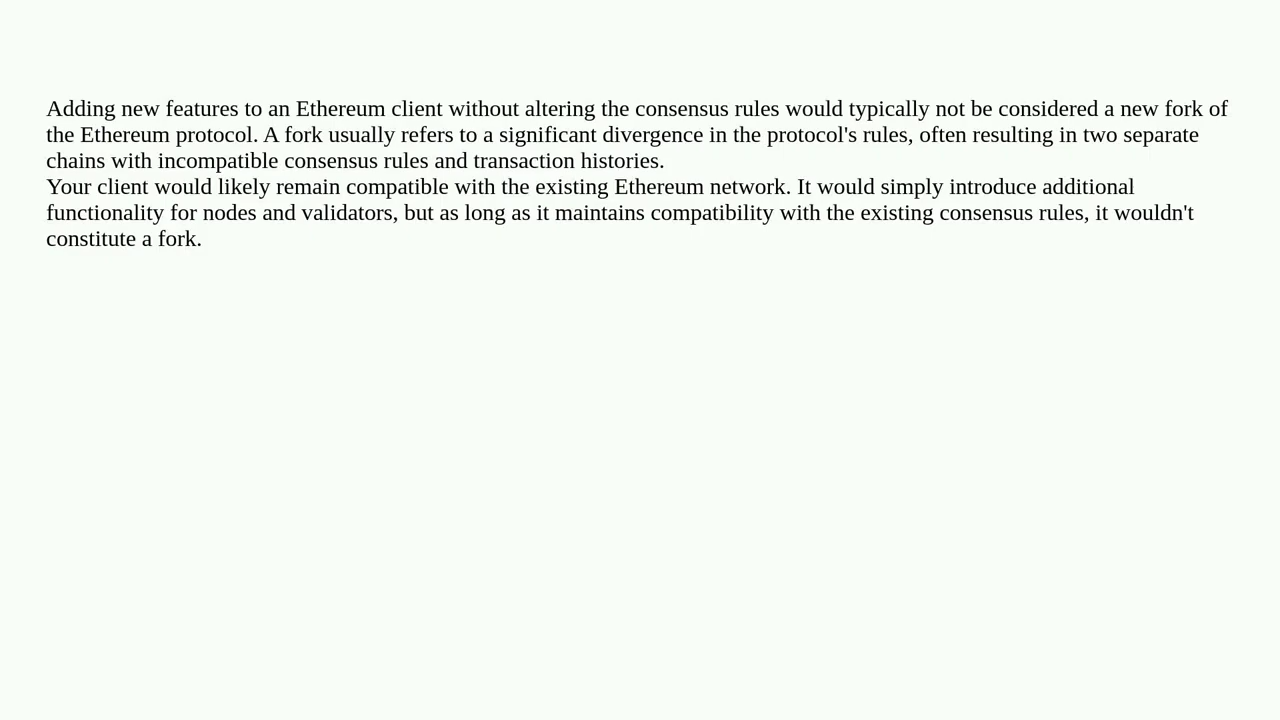 Adding new features to an Ethereum client without altering the consensus rules would typically not be considered a new fork of
the Ethereum protocol. A fork usually refers to a significant divergence in the protocol's rules, often resulting in two separate
chains with incompatible consensus rules and transaction histories.
Your client would likely remain compatible with the existing Ethereum network. It would simply introduce additional
functionality for nodes and validators, but as long as it maintains compatibility with the existing consensus rules, it wouldn't
constitute a fork.